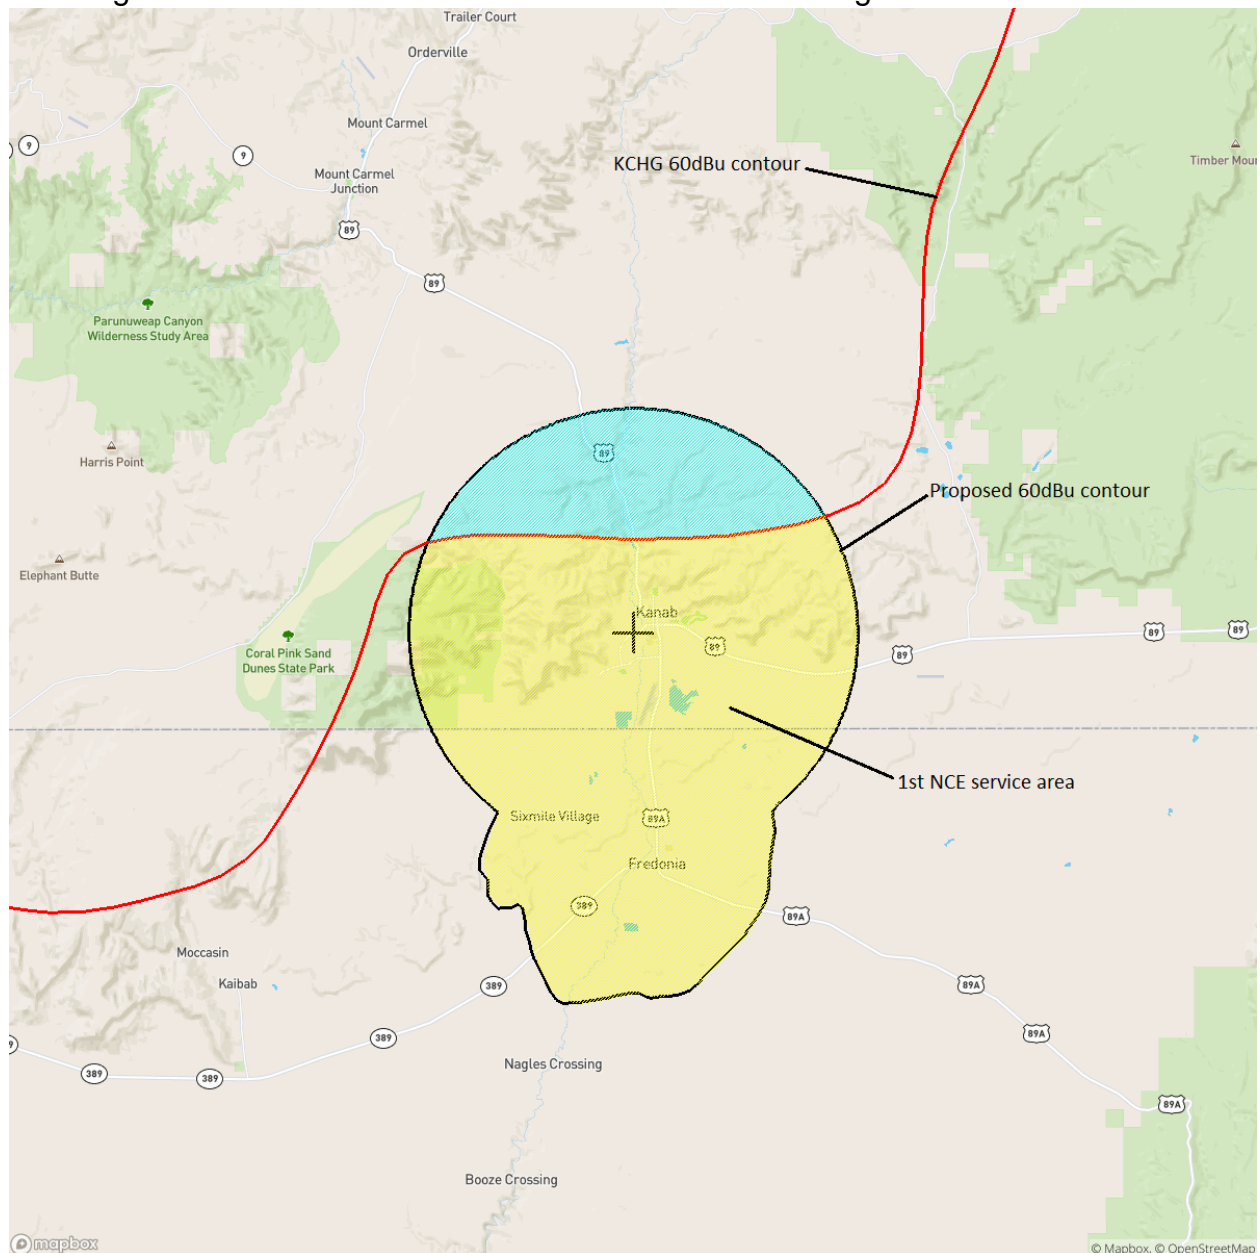 Trailer Court
Orderville
Mount Carmel
9
9
Mount Carmel
Junction
KCHG 60dBu contour
Timber Moun
89
89
Parunuweap Canyon
Wilderness Study Area
Harris Point
89
Proposed 60dBu contour
Elephant Butte
Kanab
Coral Pink Sand
Dunes State Park
89
89
89
89
1st NCE service area
Sixmile Village
89A
Fredonia
389
89A
Moccasin
Kaibab
389
89A
389
89A
9
389
389
Nagles Crossing
89A
Booze Crossing
mapbox
© Mapbox, © OpenStreetMap